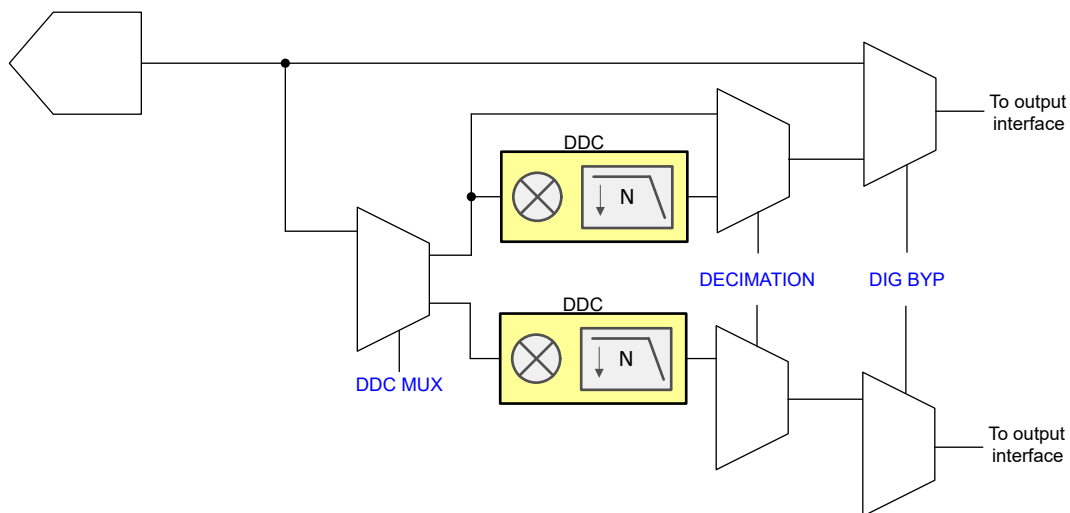 To output
interface
DDC
N
DECIMATION
DIG BYP
DDC
N
DDC MUX
To output
interface